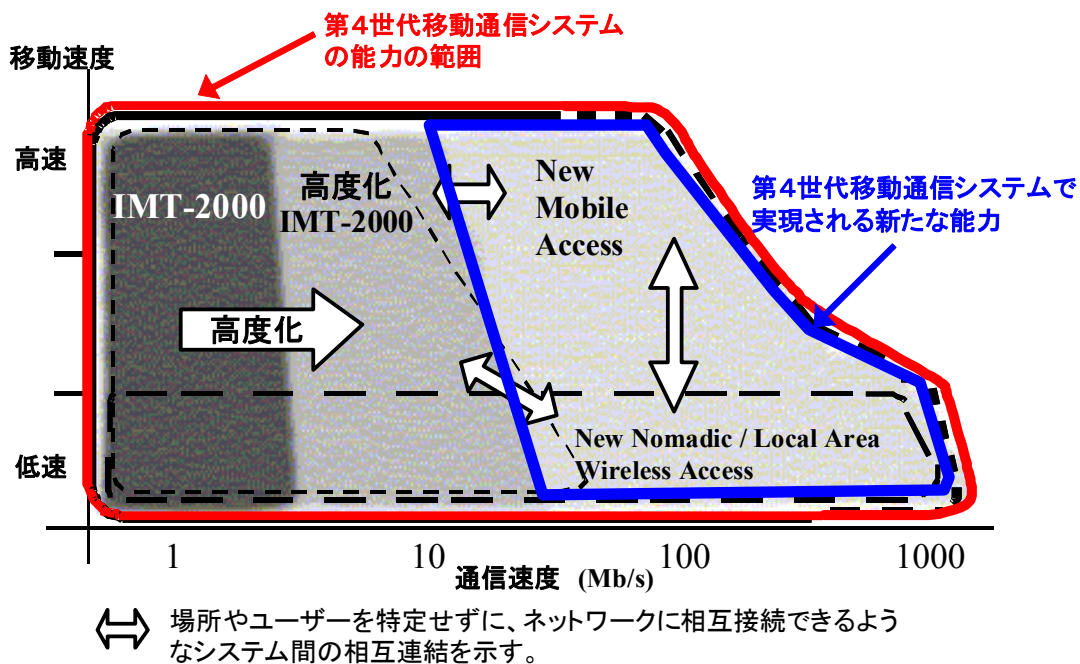 第4世代移動通信システム
の能力の範囲
移動速度
高速
低速
IMT-2000
高度化
IMT-2000
New
Mobile
Access
第4世代移動通信システムで
実現される新たな能力
高度化
New Nomadic / Local Area
Wireless Access
1
10
100
1000
通信速度 (Mb/s)
場所やユーザーを特定せずに、ネットワークに相互接続できるよう
なシステム間の相互連結を示す。